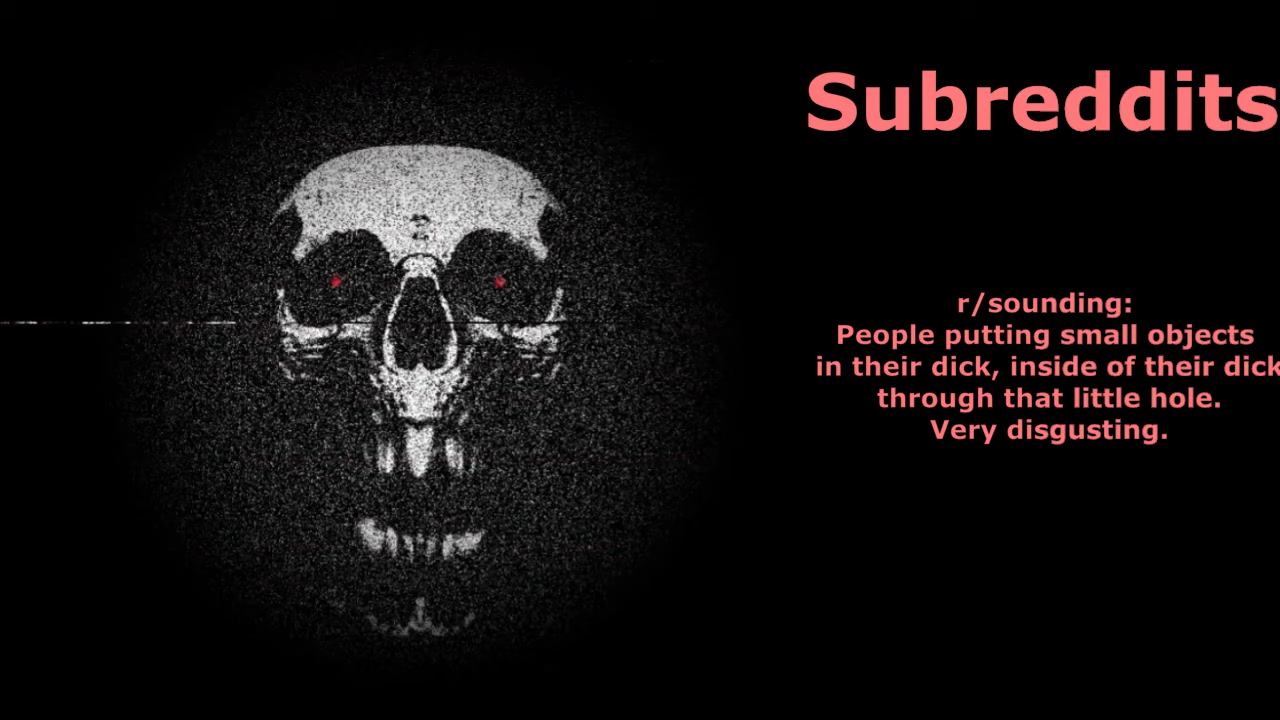 Subreddits
r/sounding:
People putting small objects
in their dick, inside of their dick
through that little hole.
Very disgusting.